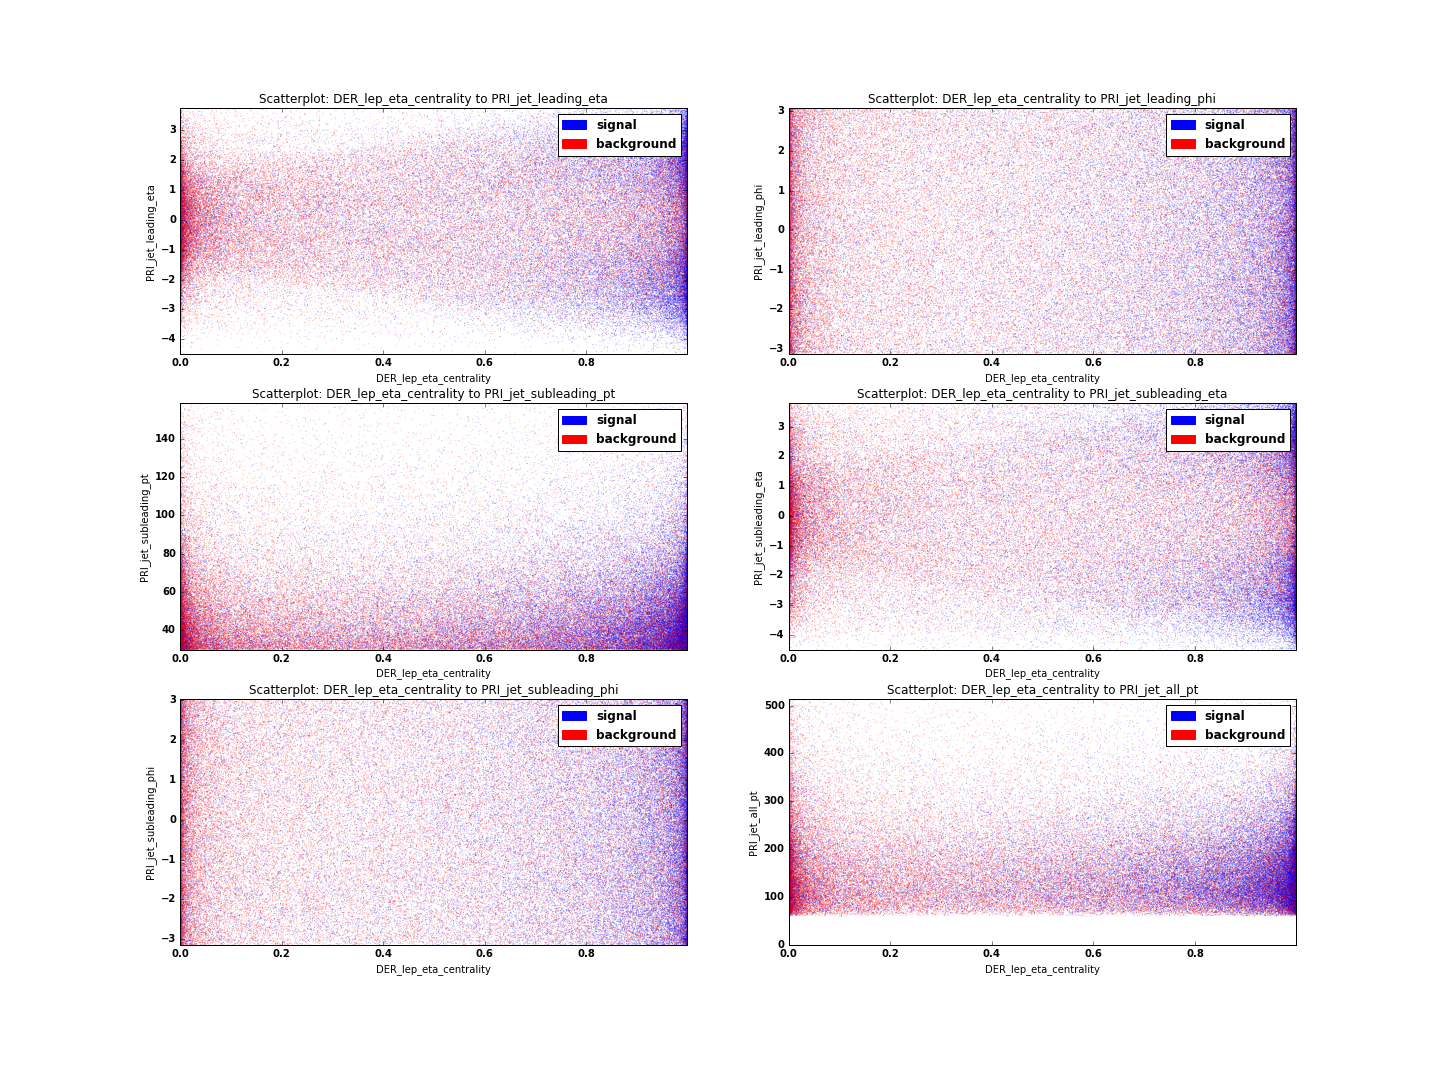 Scatterplot: DER_lep_eta_centrality to PRI_jet_leading_eta
signal
background
3
2
1
0
−1
−2
−3
−4
PRI_jet_leading_eta
0.0 0.2 0.4 0.6 0.8
DER_lep_eta_centrality
Scatterplot: DER_lep_eta_centrality to PRI_jet_leading_phi
signal
background
3
2
1
0
−1
−2
−3
PRI_jet_leading_phi
0.0 0.2 0.4 0.6 0.8
DER_lep_eta_centrality
Scatterplot: DER_lep_eta_centrality to PRI_jet_subleading_pt
signal
background
140
120
100
80
60
40
PRI_jet_subleading_pt
0.0 0.2 0.4 0.6 0.8
DER_lep_eta_centrality
Scatterplot: DER_lep_eta_centrality to PRI_jet_subleading_eta
signal
background
3
2
1
0
−1
−2
−3
−4
PRI_jet_subleading_eta
0.0 0.2 0.4 0.6 0.8
DER_lep_eta_centrality
Scatterplot: DER_lep_eta_centrality to PRI_jet_subleading_phi
signal
background
3
2
1
0
−1
−2
−3
PRI_jet_subleading_phi
0.0 0.2 0.4 0.6 0.8
DER_lep_eta_centrality
Scatterplot: DER_lep_eta_centrality to PRI_jet_all_pt
signal
background
500
400
300
200
100
0
PRI_jet_all_pt
0.0 0.2 0.4 0.6 0.8
DER_lep_eta_centrality